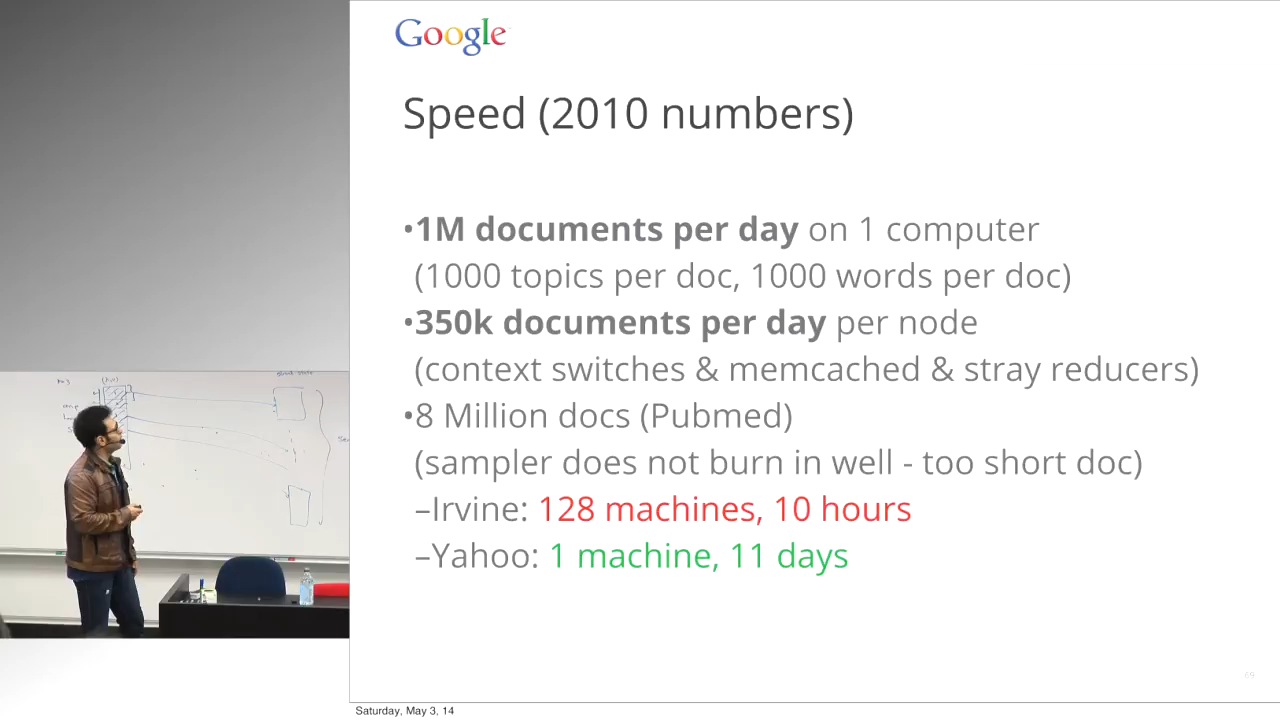 Google
Speed (2010 numbers)
•1M documents per day on 1 computer
(1000 topics per doc, 1000 words per doc)
•350k documents per day per node
(context switches & memcached & stray reducers)
•8 Million docs (Pubmed)
(sampler does not burn in well - too short doc)
–Irvine: 128 machines, 10 hours
–Yahoo: 1 machine, 11 days
69
Saturday, May 3, 14